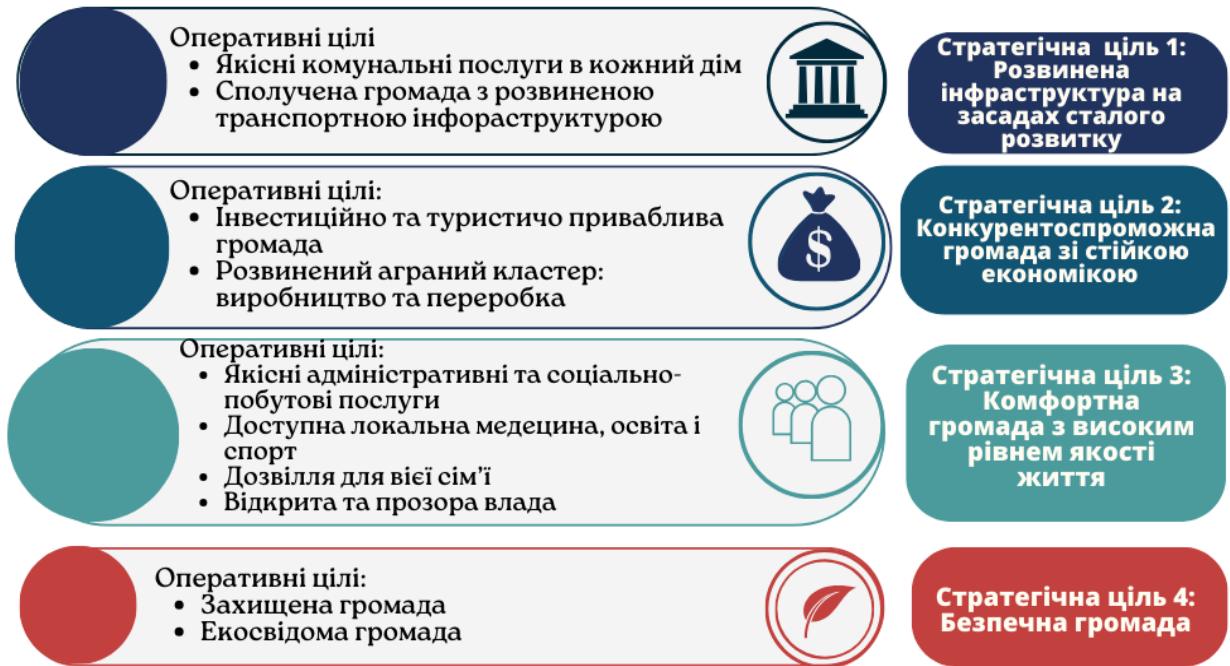 Оперативні цілі
• Якісні комунальні послуги в кожний дім
• Сполучена громада з розвиненою
транспортною інфораструктурою
Стратегічна ціль 1:
Розвинена
інфраструктура на
засадах сталого
розвитку
Оперативні цілі:
• Інвестиційно та туристичо приваблива
громада
• Розвинений аграний кластер:
виробництво та переробка
$
Стратегічна ціль 2:
Конкурентоспроможна
громада зі стійкою
економікою
Оперативні цілі:
• Якісні адміністративні та соціально-
побутові послуги
• Доступна локальна медецина, освіта і
спорт
• Дозвілля для вієї сім’ї
• Відкрита та прозора влада
Стратегічна ціль 3:
Комфортна
громада з високим
рівнем якості
життя
Оперативні цілі:
• Захищена громада
• Екосвідома громада
Стратегічна ціль 4:
Безпечна громада